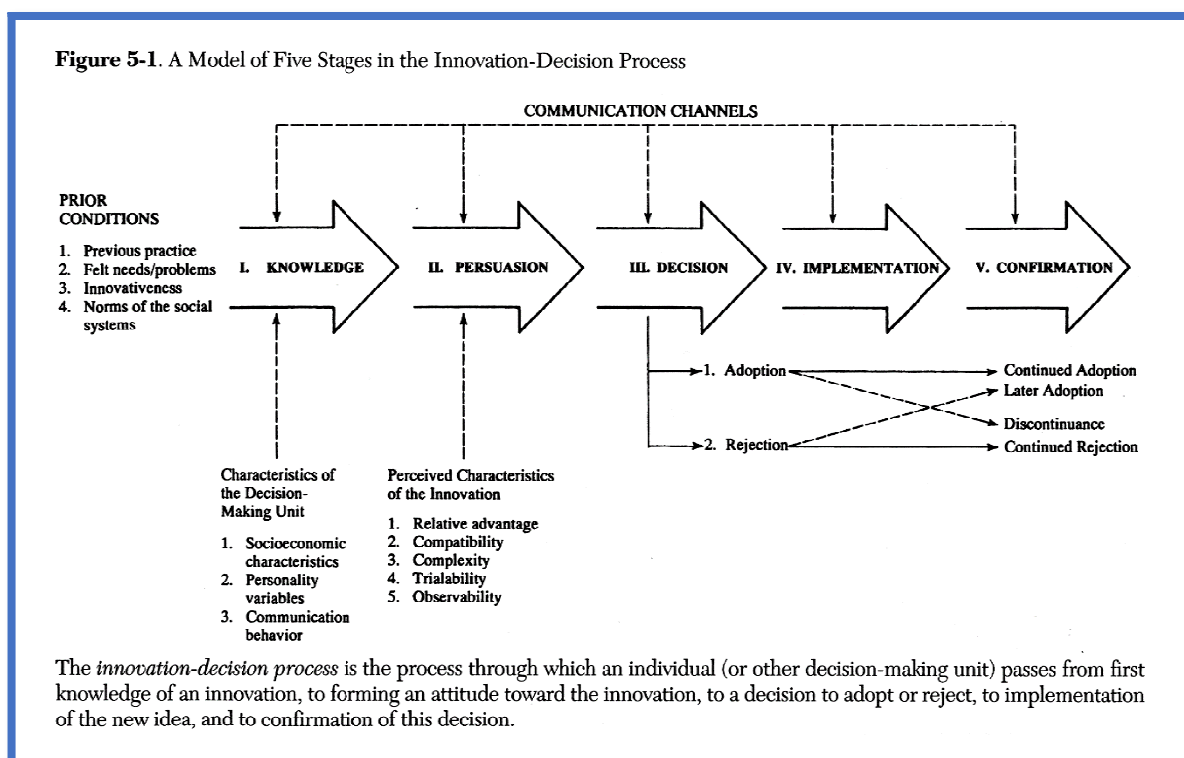 Figure 5-1. A Model of Five Stages in the Innovation-Decision Process
COMMUNICATION CHANNELS
PRIOR
CONDITIONS
1. Previous practice
2. Felt needs/problems
3. Innovativeness
4. Norms of the social
systems
I. KNOWLEDGE
II. PERSUASION
III. DECISION
IV. IMPLEMENTATION
V. CONFIRMATION
1. Adoption
2. Rejection
Continued Adoption
Later Adoption
Discontinuance
Continued Rejection
Characteristics of
the Decision-
Making Unit
1. Socioeconomic
characteristics
2. Personality
variables
3. Communication
behavior
Perceived Characteristics
of the Innovation
1. Relative advantage
2. Compatibility
3. Complexity
4. Trialability
5. Observability
The innovation-decision process is the process through which an individual (or other decision-making unit) passes from first
knowledge of an innovation, to forming an attitude toward the innovation, to a decision to adopt or reject, to implementation
of the new idea, and to confirmation of this decision.